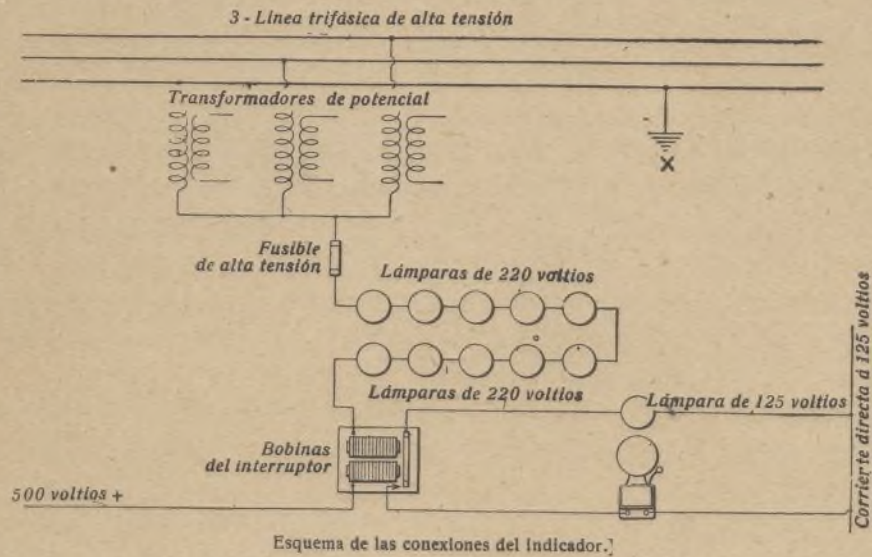 3 - Línea trifásica de alta tensión
Transformadores de potencial
X
Fusible
de alta tensión
Lámparas de 220 voltios
Lámparas de 220 voltios
Lámpara de 125 voltios
Bobinas
del interruptor
500 voltios +
Corriente directa á 125 voltios
Esquema de las conexiones del indicador.